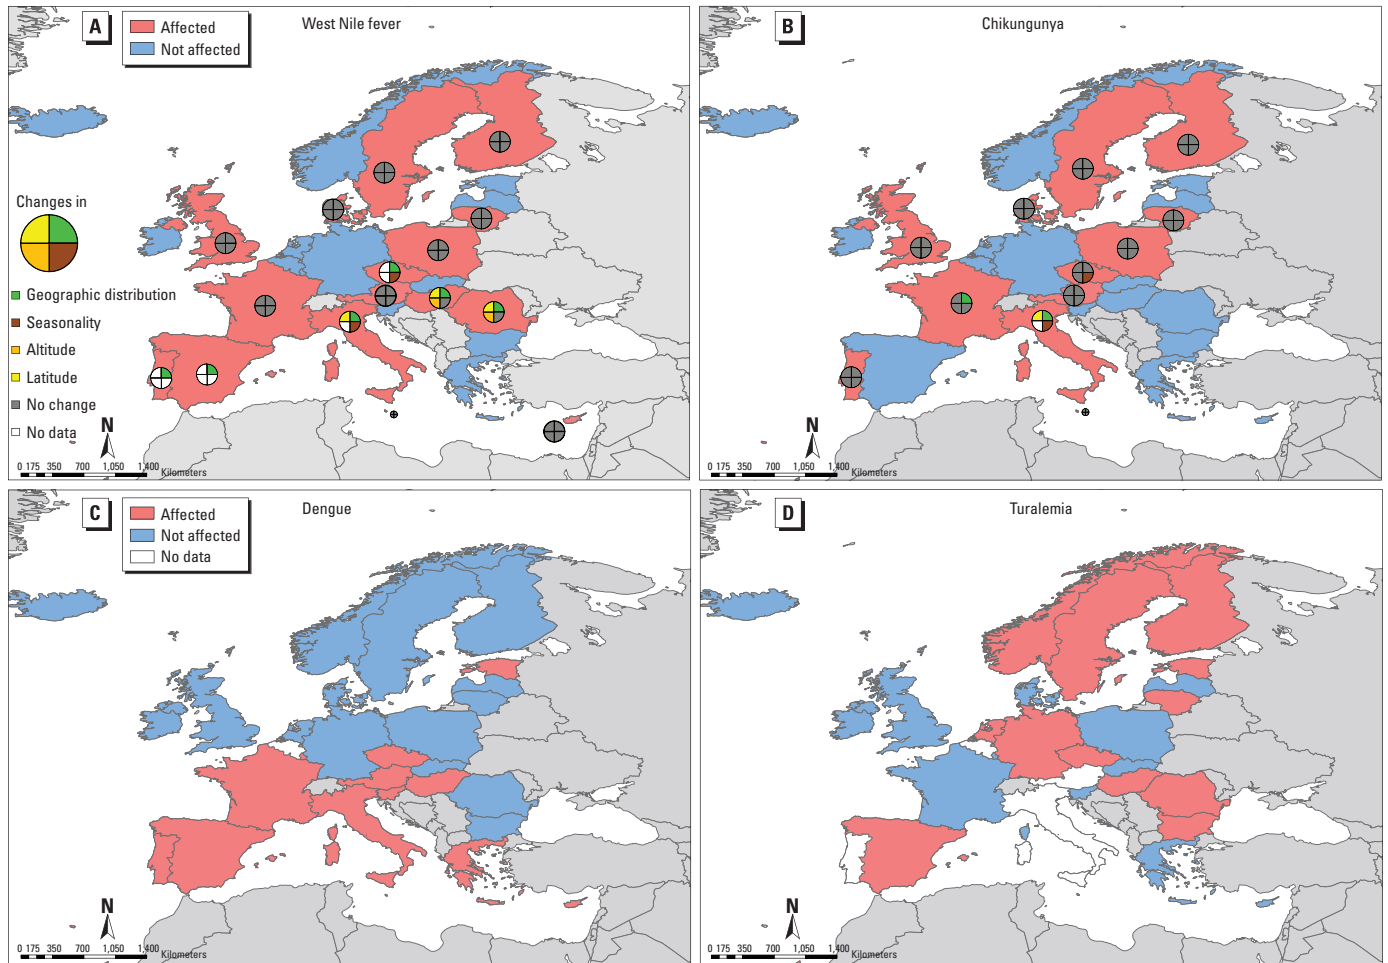 A
Affected
Not affected
West Nile fever
Changes in
Geographic distribution
Seasonality
Altitude
Latitude
No change
No data
N
0 175 350 700 1,050 1,400
Kilometers
B
Chikungunya
N
0 175 350 700 1,050 1,400
Kilometers
C
Affected
Not affected
No data
Dengue
N
0 175 350 700 1,050 1,400
Kilometers
D
Turalemia
N
0 175 350 700 1,050 1,400
Kilometers